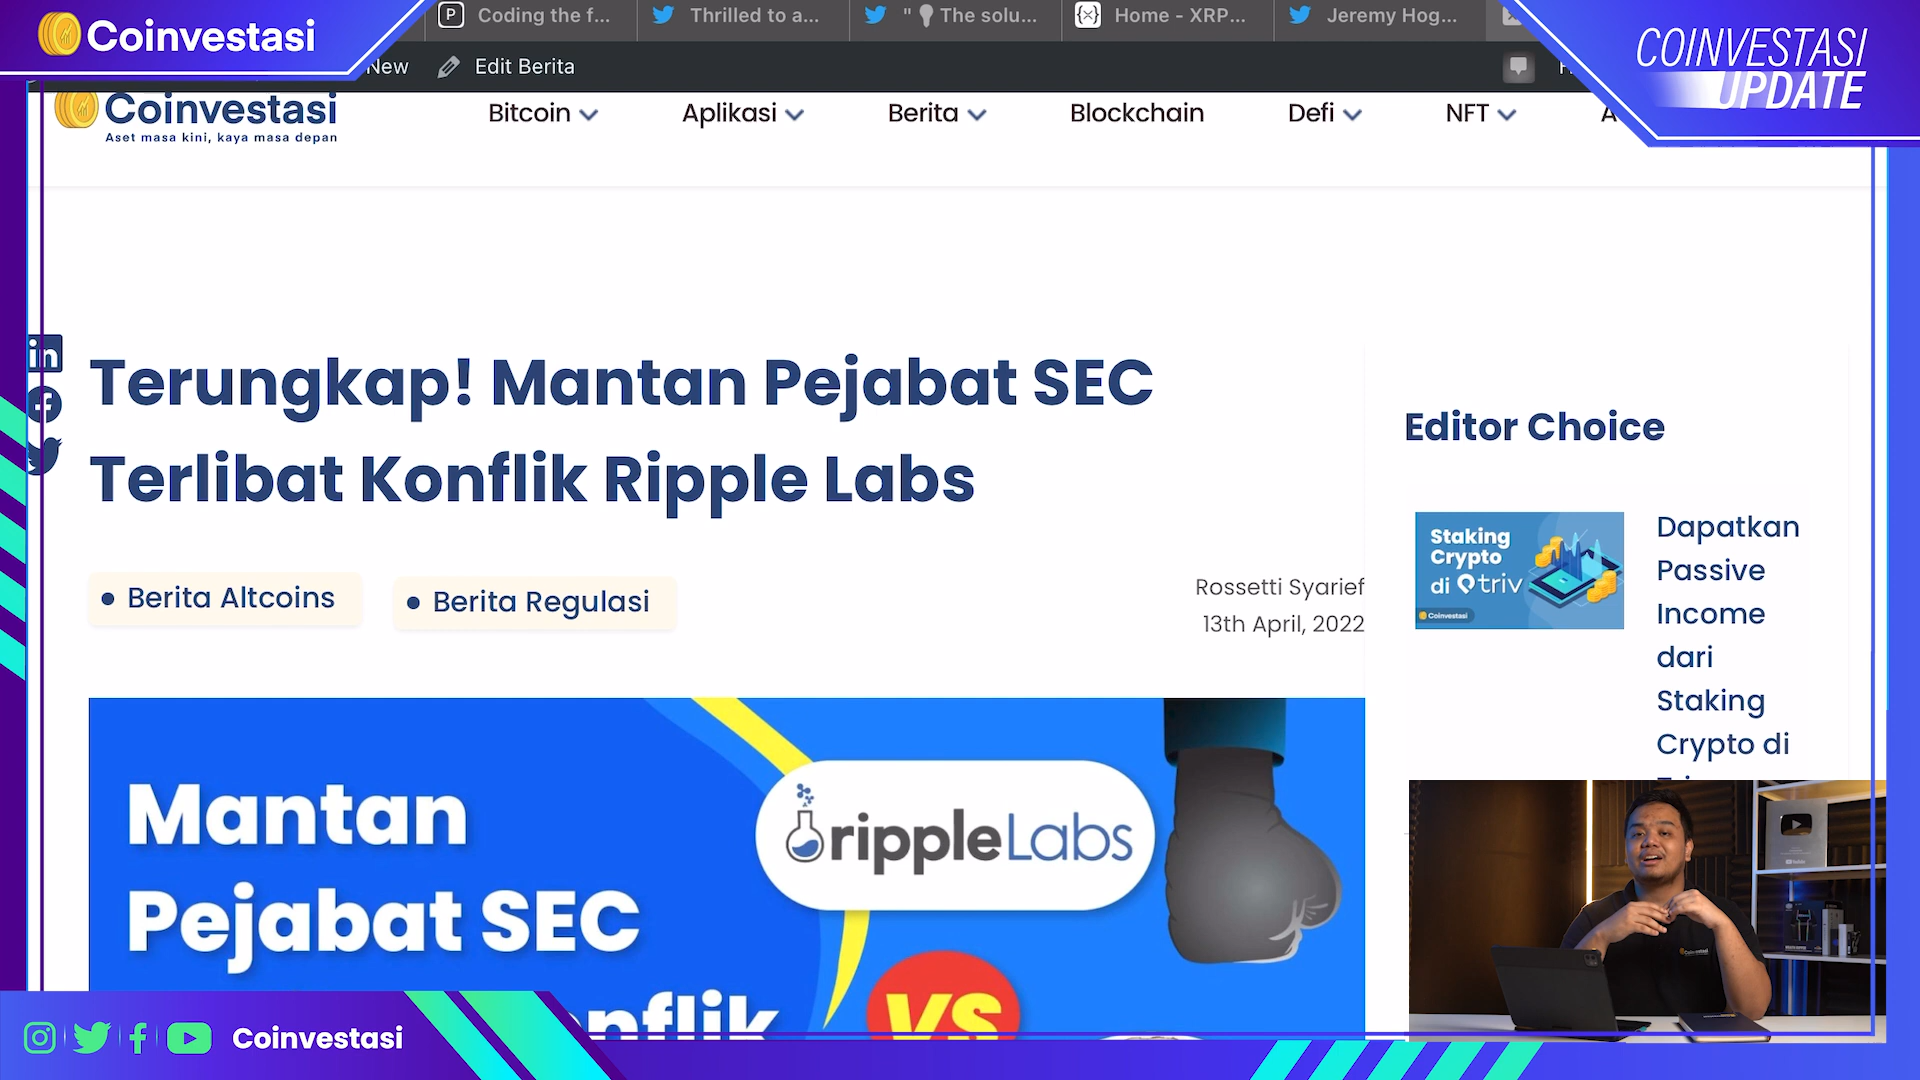 Coinvestasi
Coding the f...
Thrilled to a...
" The solu...
Home - XRP...
Jeremy Hog...
COINVESTASI
UPDATE
New
Edit Berita
Coinvestasi
Aset masa kini, kaya masa depan
Bitcoin
Aplikasi
Berita
Blockchain
Defi
NFT
Terungkap! Mantan Pejabat SEC
Terlibat Konflik Ripple Labs
Berita Altcoins
Berita Regulasi
Rossetti Syarief
13th April, 2022
Editor Choice
Staking
Crypto
di triv
Coinvestasi
Dapatkan
Passive
Income
dari
Staking
Crypto di
Mantan
Pejabat SEC
rippleLabs
VS
Coinvestasi